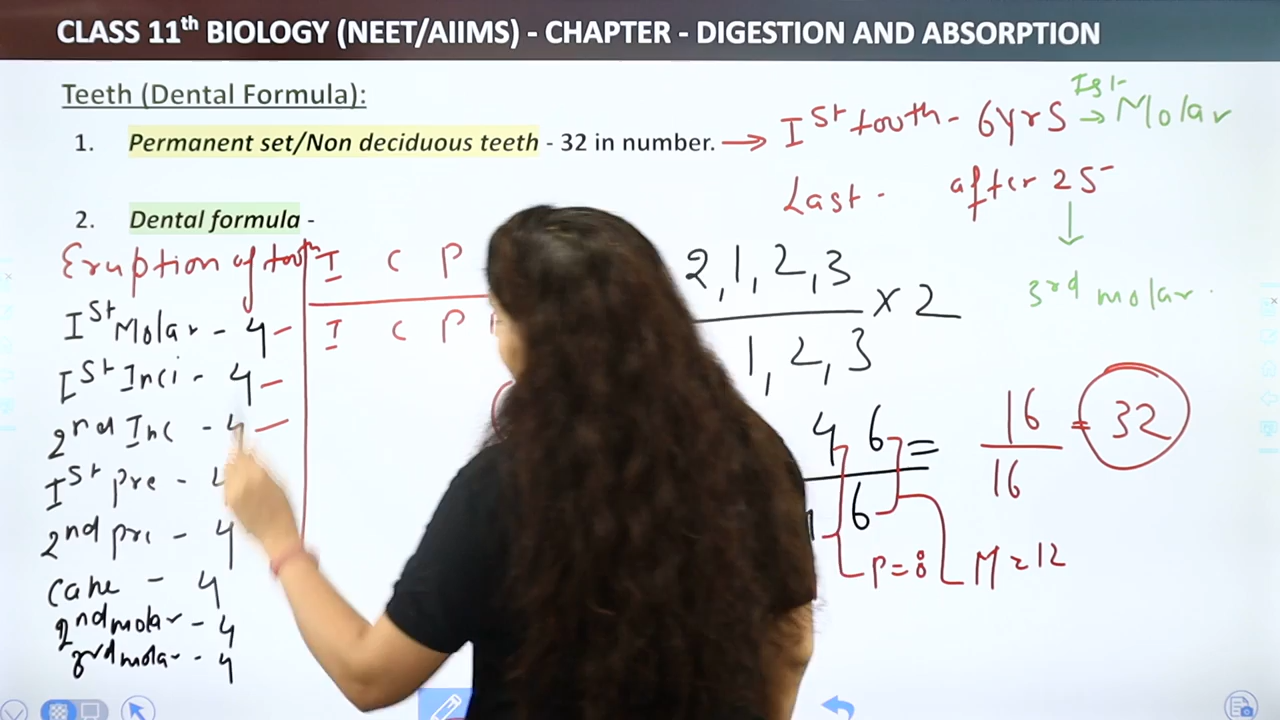 CLASS 11th BIOLOGY (NEET/AIIMS) - CHAPTER - DIGESTION AND ABSORPTION
Teeth (Dental Formula):
1. Permanent set/Non deciduous teeth - 32 in number. → Ist tooth - 6yrs → Ist Molar
Last - after 25
↓
3rd molar.
2. Dental formula -
Eruption of tooth
Ist Molar - 4 -
Ist Inci - 4 -
2nd Inc - 4 -
Ist Pre - 4
2nd pre - 4
Cane - 4
2nd molar - 4
3rd molar - 4
I C P
I C P
2, 1, 2, 3
1, 2, 3
× 2
4 6
6
=
16
16
= 32
P = 8
M = 12